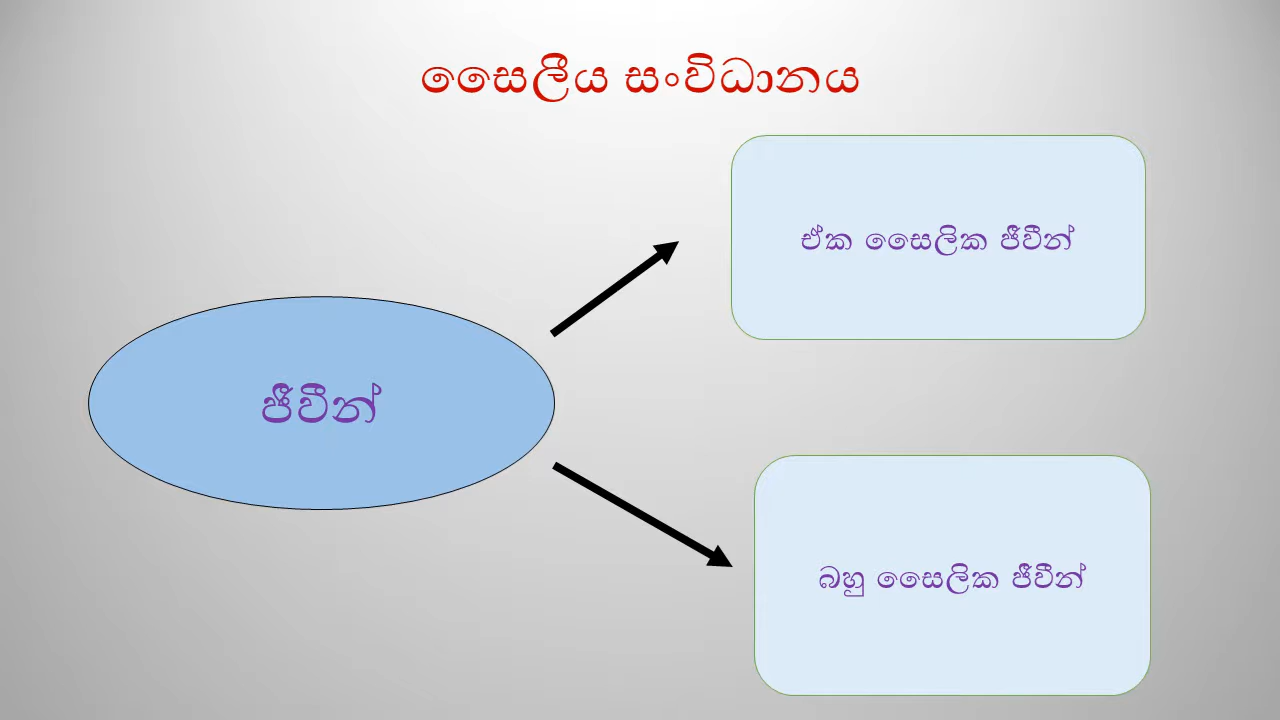 සෛලීය සංවිධානය
ඒක සෛලික ජීවීන්
ජීවීන්
බහු සෛලික ජීවීන්